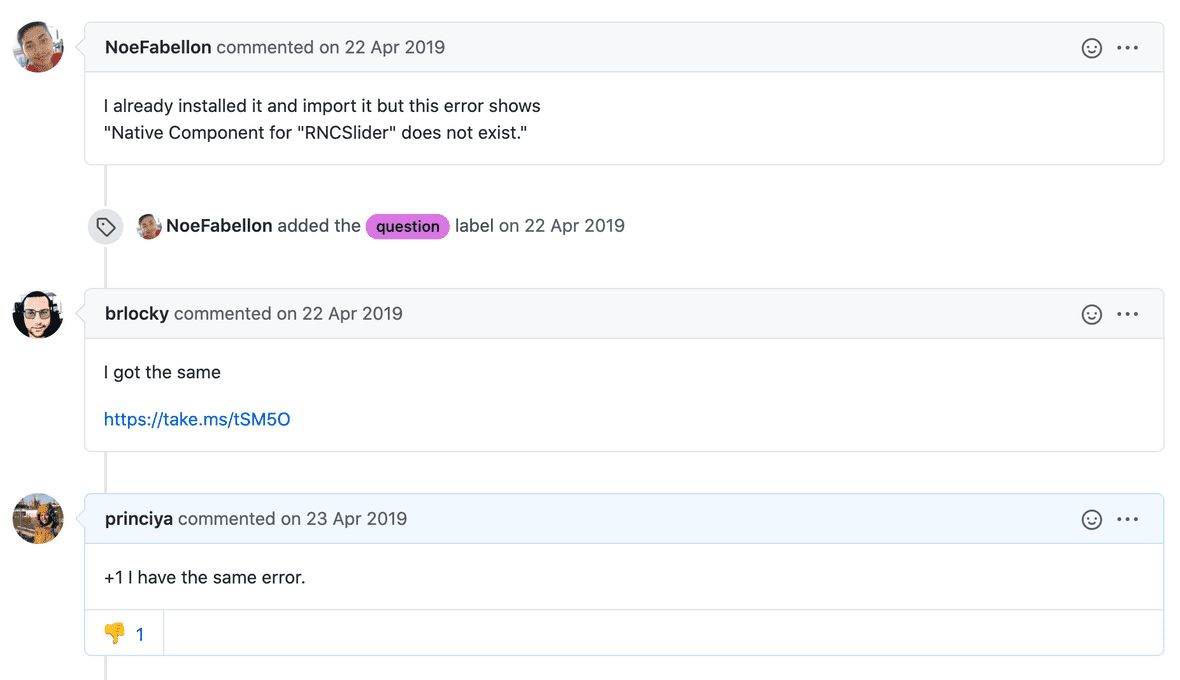 NoeFabellon commented on 22 Apr 2019
I already installed it and import it but this error shows
"Native Component for "RNCSlider" does not exist."
NoeFabellon added the question label on 22 Apr 2019
brlocky commented on 22 Apr 2019
I got the same
https://take.ms/tSM5O
princiya commented on 23 Apr 2019
+1 I have the same error.
👎 1